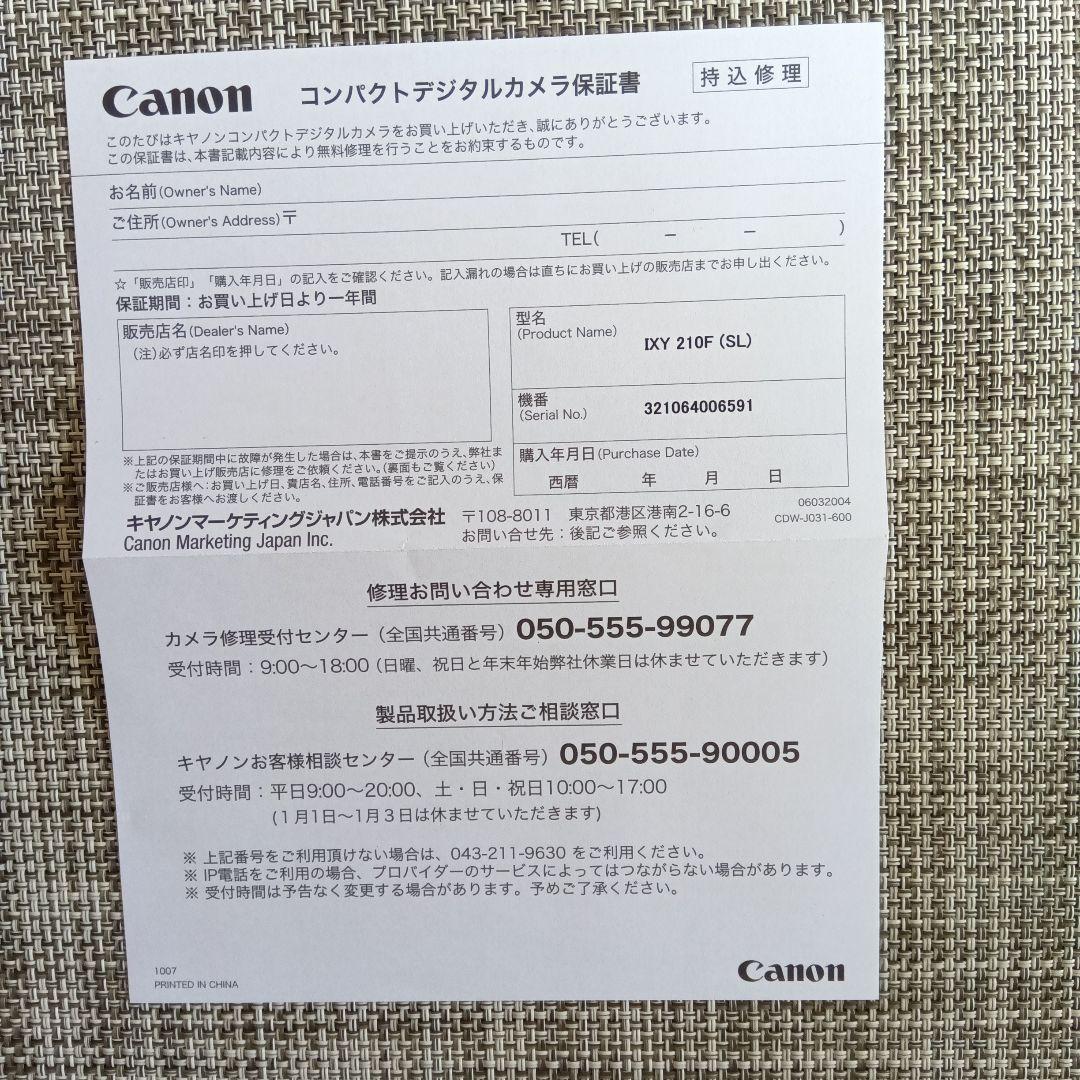 Canon コンパクトデジタルカメラ保証書 持込修理
このたびはキヤノンコンパクトデジタルカメラをお買い上げいただき、誠にありがとうございます。
この保証書は、本書記載内容により無料修理を行うことをお約束するものです。
お名前(Owner's Name)
ご住所(Owner's Address)〒
TEL( － － )
☆「販売店印」「購入年月日」の記入をご確認ください。記入漏れの場合は直ちにお買い上げの販売店までお申し出ください。
保証期間：お買い上げ日より一年間
販売店名(Dealer's Name)
（注）必ず店名印を押してください。
型名
(Product Name)
IXY 210F (SL)
機番
(Serial No.)
321064006591
購入年月日(Purchase Date)
西暦 年 月 日
※上記の保証期間中に故障が発生した場合は、本書をご提示のうえ、弊社ま
たはお買い上げ販売店に修理をご依頼ください。（裏面もご覧ください）
※ご販売店様へ：お買い上げ日、貴店名、住所、電話番号をご記入のうえ、保
証書をお客様へお渡しください。
06032004
CDW-J031-600
キヤノンマーケティングジャパン株式会社 〒108-8011 東京都港区港南2-16-6
Canon Marketing Japan Inc. お問い合せ先：後記ご参照ください。
修理お問い合わせ専用窓口
カメラ修理受付センター（全国共通番号）050-555-99077
受付時間：9:00～18:00（日曜、祝日と年末年始弊社休業日は休ませていただきます）
製品取扱い方法ご相談窓口
キヤノンお客様相談センター（全国共通番号）050-555-90005
受付時間：平日9:00～20:00、土・日・祝日10:00～17:00
(１月1日～1月３日は休ませていただきます)
※ 上記番号をご利用頂けない場合は、043-211-9630 をご利用ください。
※ IP電話をご利用の場合、プロバイダーのサービスによってはつながらない場合があります。
※ 受付時間は予告なく変更する場合があります。予めご了承ください。
1007
PRINTED IN CHINA
Canon